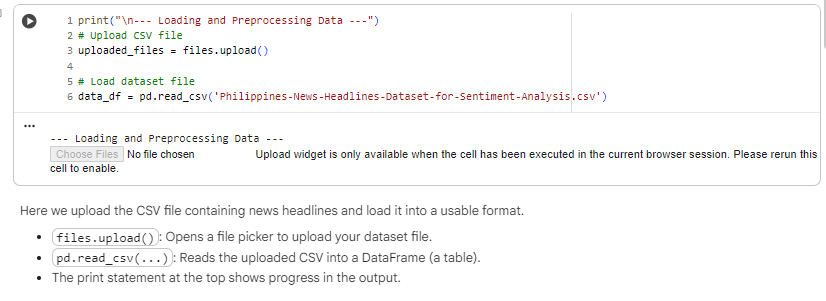 1 print("\n--- Loading and Preprocessing Data ---")
2 # Upload CSV file
3 uploaded_files = files.upload()
4
5 # Load dataset file
6 data_df = pd.read_csv('Philippines-News-Headlines-Dataset-for-Sentiment-Analysis.csv')
...
--- Loading and Preprocessing Data ---
Choose Files No file chosen Upload widget is only available when the cell has been executed in the current browser session. Please rerun this
cell to enable.
Here we upload the CSV file containing news headlines and load it into a usable format.
• files.upload(): Opens a file picker to upload your dataset file.
• pd.read_csv(...): Reads the uploaded CSV into a DataFrame (a table).
• The print statement at the top shows progress in the output.